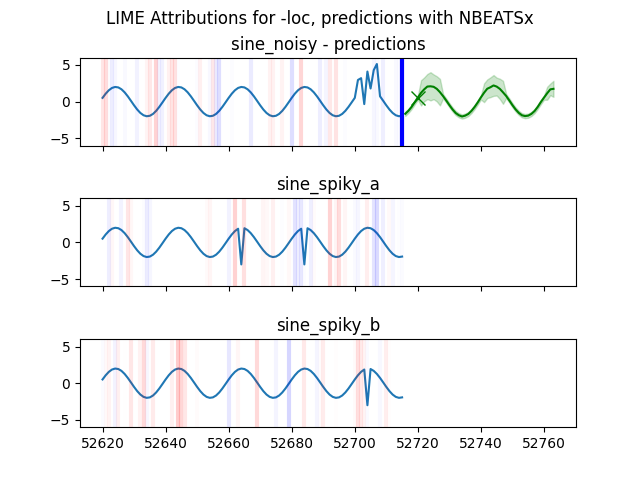 LIME Attributions for -loc, predictions with NBEATSx
sine_noisy - predictions
5
0
−5
sine_spiky_a
5
0
−5
sine_spiky_b
5
0
−5
52620 52640 52660 52680 52700 52720 52740 52760